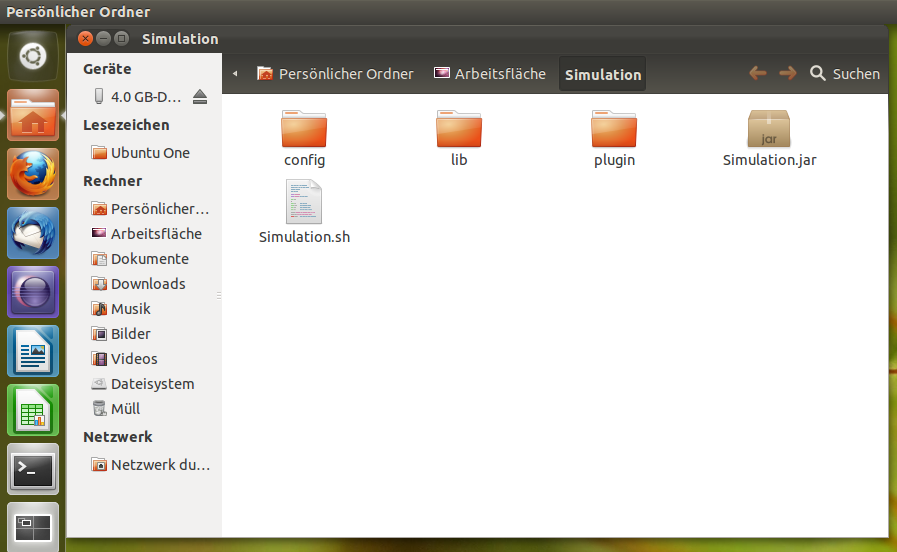 Persönlicher Ordner
Simulation
Geräte
4.0 GB-D...
Lesezeichen
Ubuntu One
Rechner
Persönlicher...
Arbeitsfläche
Dokumente
Downloads
Musik
Bilder
Videos
Dateisystem
Müll
Netzwerk
Netzwerk du...
Persönlicher Ordner Arbeitsfläche Simulation Suchen
config lib plugin jar
Simulation.jar
Simulation.sh